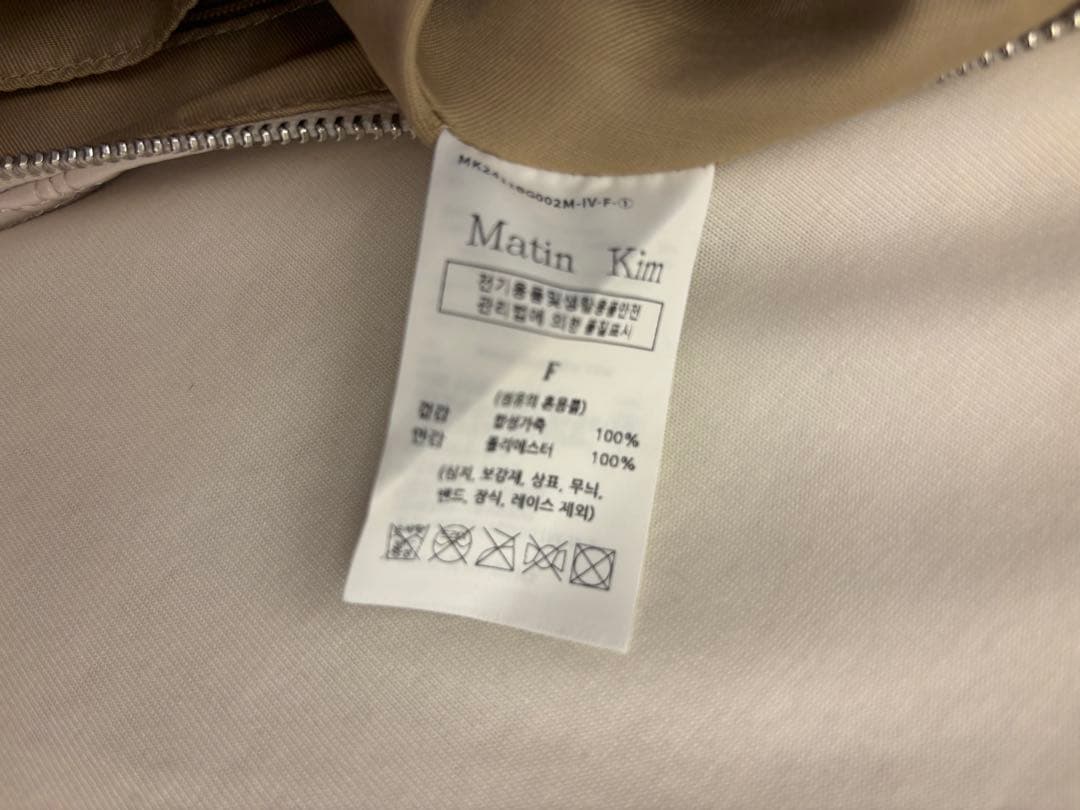 MK2411BG002M-IV-F-①
Matin Kim
전기용품및생활용품안전
관리법에 의한 품질표시
F
(섬유의 혼용률)
겉감 합성가죽 100%
안감 폴리에스터 100%
(심지, 보강재, 상표, 무늬,
밴드, 장식, 레이스 제외)